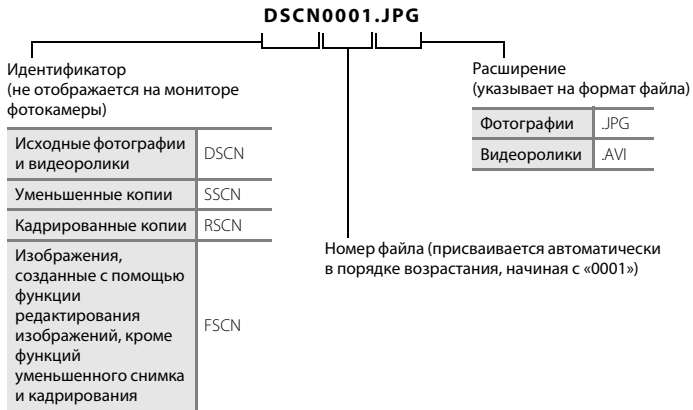 DSCN0001.JPG
Идентификатор
(не отображается на мониторе
фотокамеры)
Исходные фотографии
и видеоролики
DSCN
Уменьшенные копии
SSCN
Кадрированные копии
RSCN
Изображения,
созданные с помощью
функции
редактирования
изображений, кроме
функций
уменьшенного снимка
и кадрирования
FSCN
Номер файла (присваивается автоматически
в порядке возрастания, начиная с «0001»)
Расширение
(указывает на формат файла)
Фотографии
.JPG
Видеоролики
.AVI